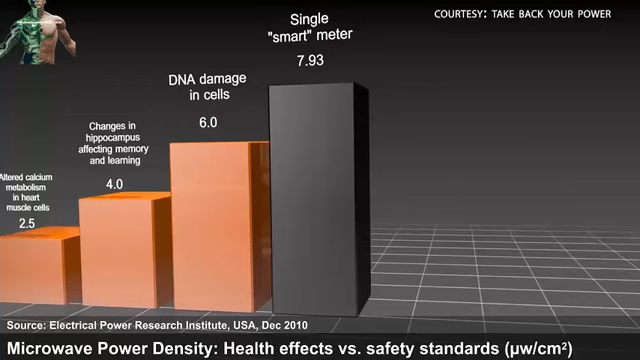 COURTESY: TAKE BACK YOUR POWER
Single
"smart" meter
7.93
DNA damage
in cells
6.0
Changes in
hippocampus
affecting memory
and learning
4.0
Altered calcium
metabolism
in heart
muscle cells
2.5
Source: Electrical Power Research Institute, USA, Dec 2010
Microwave Power Density: Health effects vs. safety standards (µw/cm²)